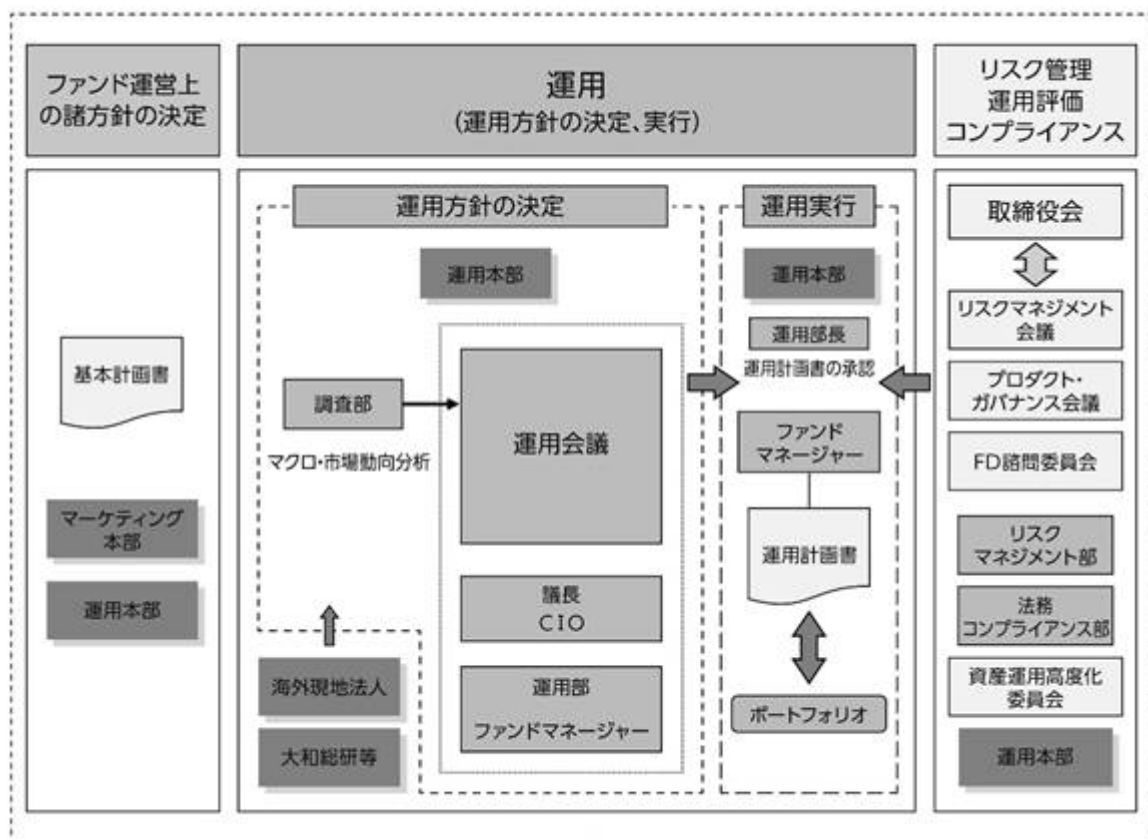 ファンド運営上
の諸方針の決定
運用
(運用方針の決定、実行)
リスク管理
運用評価
コンプライアンス
基本計画書
マーケティング
本部
運用本部
運用方針の決定
運用本部
調査部
マクロ・市場動向分析
運用会議
議長
CIO
運用部
ファンドマネージャー
海外現地法人
大和総研等
運用実行
運用本部
運用部長
運用計画書の承認
ファンド
マネージャー
運用計画書
ポートフォリオ
取締役会
リスクマネジメント
会議
プロダクト・
ガバナンス会議
FD諮問委員会
リスク
マネジメント部
法務
コンプライアンス部
資産運用高度化
委員会
運用本部